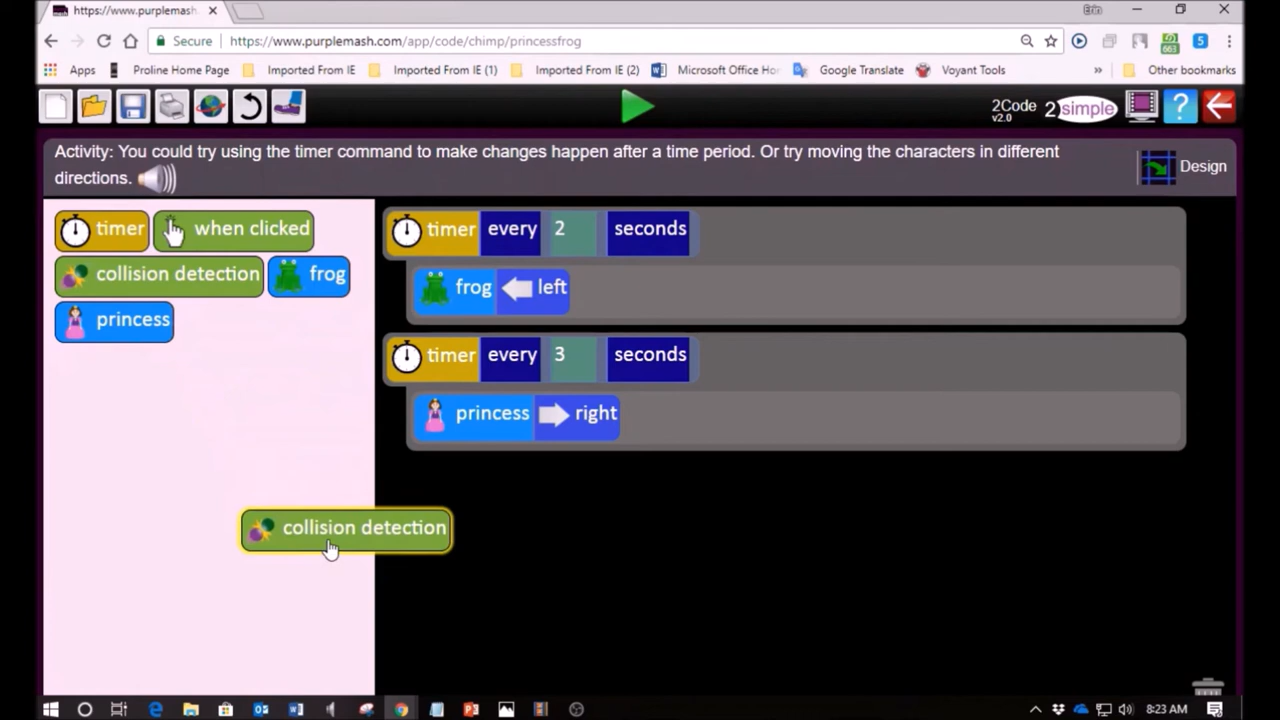 https://www.purplemash.
Erin
Secure
https://www.purplemash.com/app/code/chimp/princessfrog
663
5
Apps
Proline Home Page
Imported From IE
Imported From IE (1)
Imported From IE (2)
Microsoft Office Ho
Google Translate
Voyant Tools
»
Other bookmarks
2Code
v2.0
2simple
?
Activity: You could try using the timer command to make changes happen after a time period. Or try moving the characters in different
directions.
Design
timer
when clicked
collision detection
frog
princess
timer every 2 seconds
frog left
timer every 3 seconds
princess right
collision detection
8:23 AM